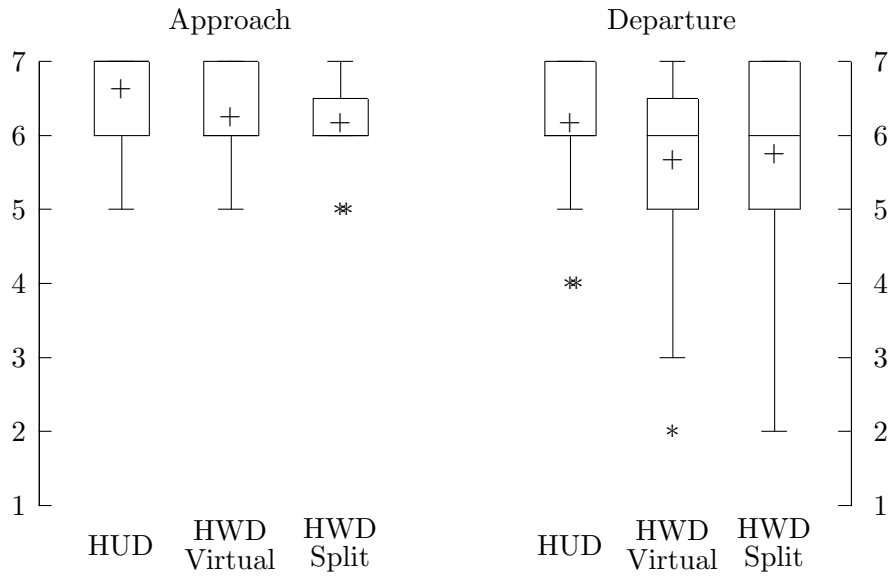 Approach
Departure
7
6
5
4
3
2
1
7
6
5
4
3
2
1
HUD
HWD
Virtual
HWD
Split
HUD
HWD
Virtual
HWD
Split